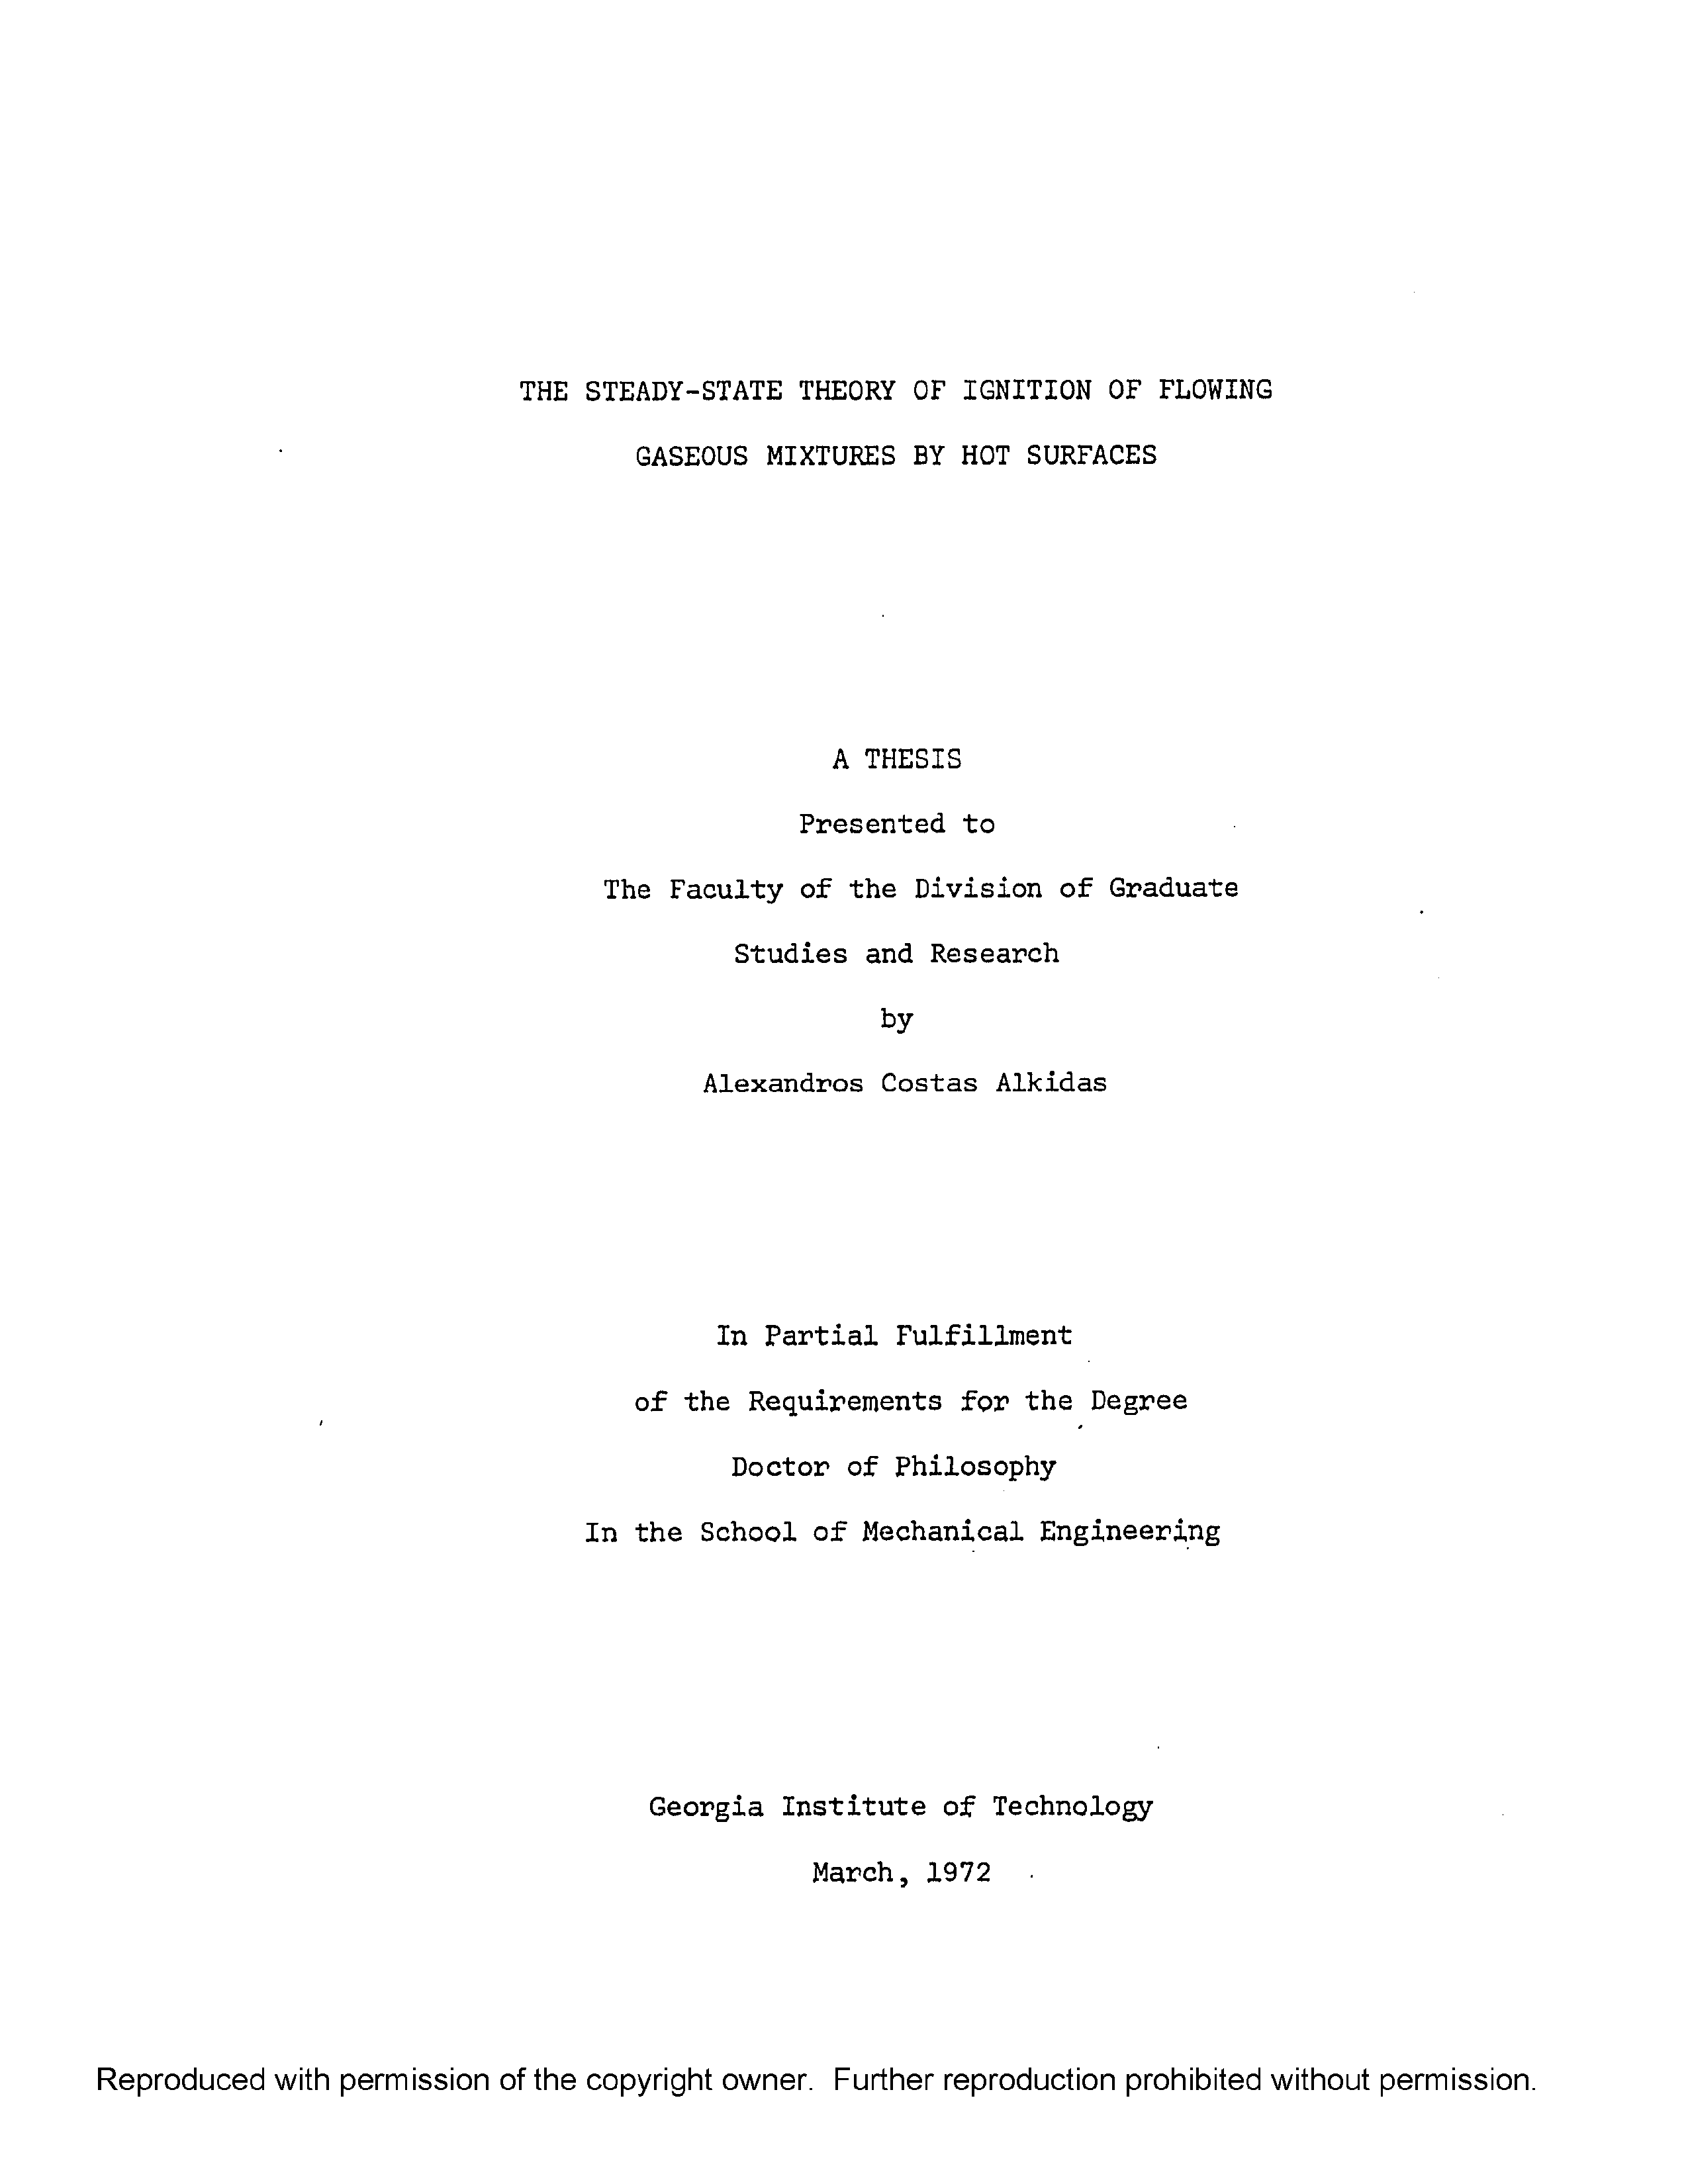 THE STEADY-STATE THEORY OF IGNITION OF FLOWING
GASEOUS MIXTURES BY HOT SURFACES
A THESIS
Presented to
The Faculty of the Division of Graduate
Studies and Research
by
Alexandros Costas Alkidas
In Partial Fulfillment
of the Requirements for the Degree
Doctor of Philosophy
In the School of Mechanical Engineering
Georgia Institute of Technology
March, 1972
Reproduced with permission of the copyright owner. Further reproduction prohibited without permission.